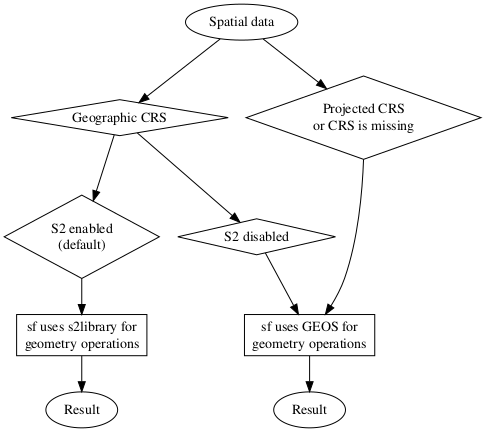 Spatial data
Geographic CRS
Projected CRS
or CRS is missing
S2 enabled
(default)
S2 disabled
sf uses s2library for
geometry operations
sf uses GEOS for
geometry operations
Result
Result